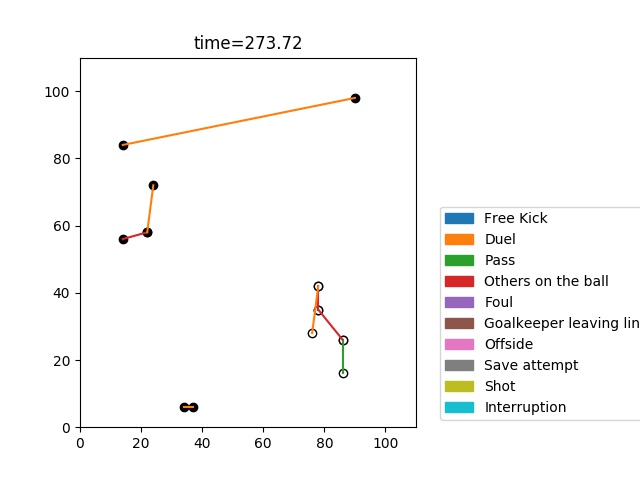 time=273.72
100
80
60
40
20
0
0 20 40 60 80 100
Free Kick
Duel
Pass
Others on the ball
Foul
Goalkeeper leaving lin
Offside
Save attempt
Shot
Interruption